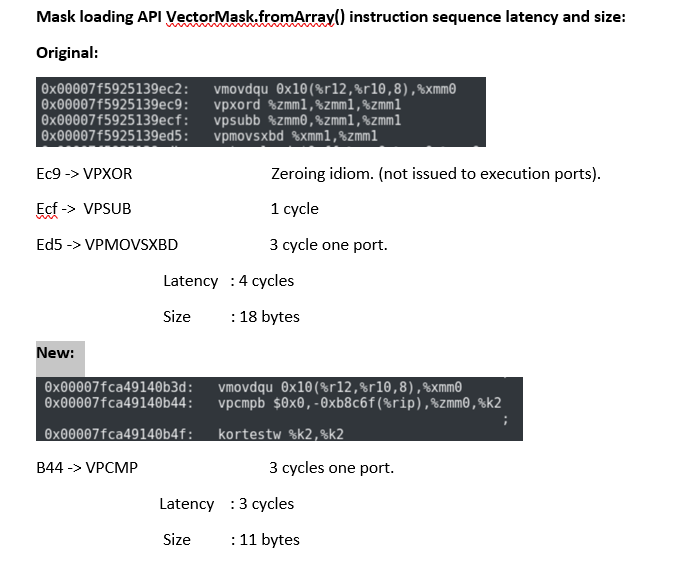 Mask loading API VectorMask.fromArray() instruction sequence latency and size:
Original:
0x00007f5925139ec2: vmovdqu 0x10(%r12,%r10,8),%xmm0
0x00007f5925139ec9: vpxord %zmm1,%zmm1,%zmm1
0x00007f5925139ecf: vpsubb %zmm0,%zmm1,%zmm1
0x00007f5925139ed5: vpmovsxbd %xmm1,%zmm1
Ec9 -> VPXOR Zeroing idiom. (not issued to execution ports).
Ecf -> VPSUB 1 cycle
Ed5 -> VPMOVSXBD 3 cycle one port.
Latency : 4 cycles
Size : 18 bytes
New:
0x00007fca49140b3d: vmovdqu 0x10(%r12,%r10,8),%xmm0
0x00007fca49140b44: vpcmpb $0x0,-0xb8c6f(%rip),%zmm0,%k2
;
0x00007fca49140b4f: kortestw %k2,%k2
B44 -> VPCMP 3 cycles one port.
Latency : 3 cycles
Size : 11 bytes